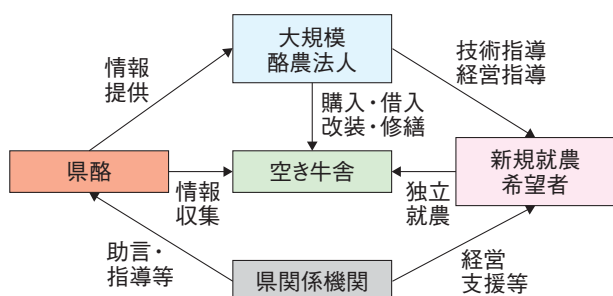 大規模
酪農法人
情報
提供
技術指導
経営指導
購入・借入
改装・修繕
県酪
情報
収集
空き牛舎
独立
就農
新規就農
希望者
助言・
指導等
県関係機関
経営
支援等